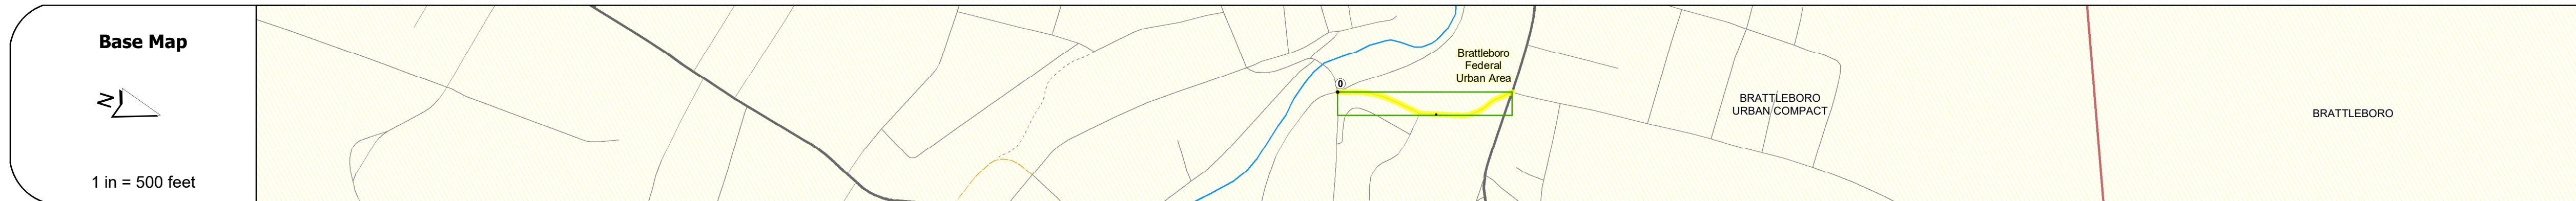 Base Map
N
1 in = 500 feet
0
Brattleboro
Federal
Urban Area
BRATTLEBORO
URBAN COMPACT
BRATTLEBORO